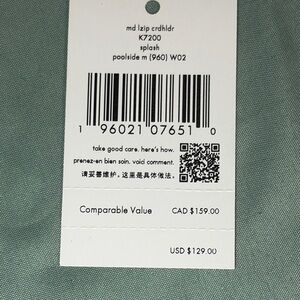 md lzip crdhldr
K7200
splash
poolside m (960) W02
1 96021 07651 0
take good care. here's how.
prenez-en bien soin. void comment.
请妥善维护。这里是具体做法。
Comparable Value CAD $159.00
USD $129.00